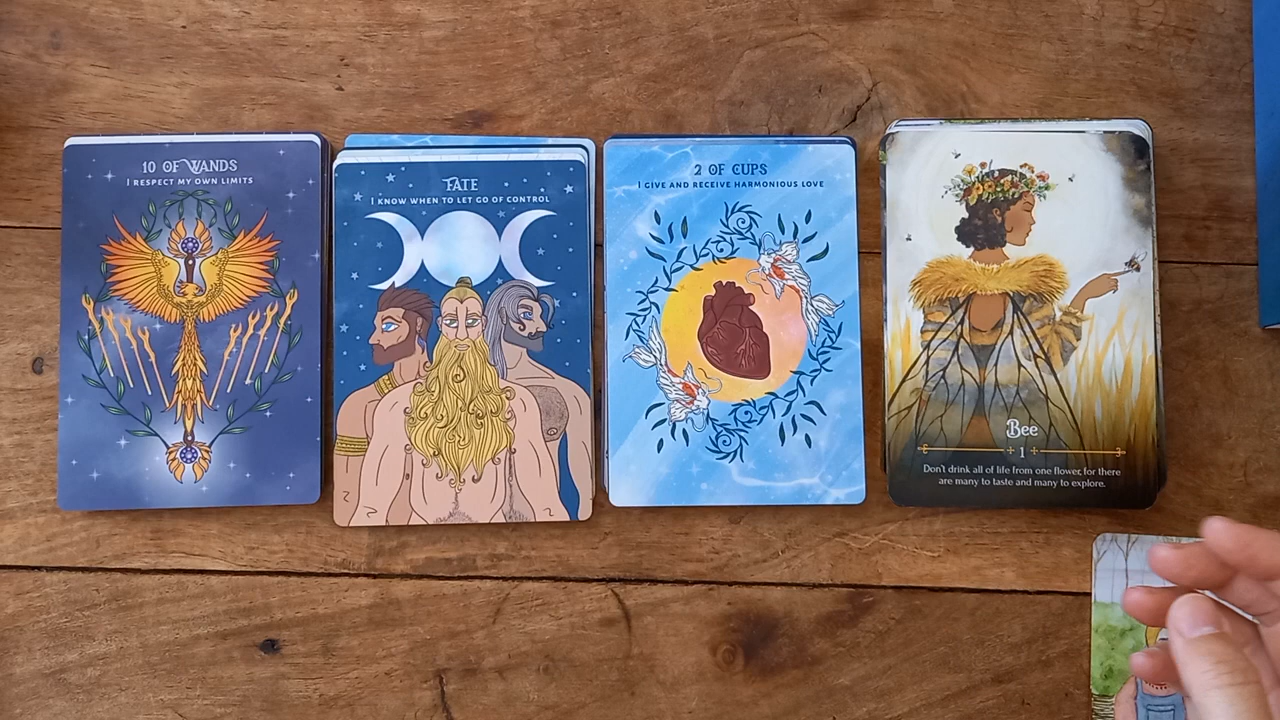 10 OF WANDS
I RESPECT MY OWN LIMITS
FATE
I KNOW WHEN TO LET GO OF CONTROL
2 OF CUPS
I GIVE AND RECEIVE HARMONIOUS LOVE
Bee
1
Don't drink all of life from one flower, for there
are many to taste and many to explore.